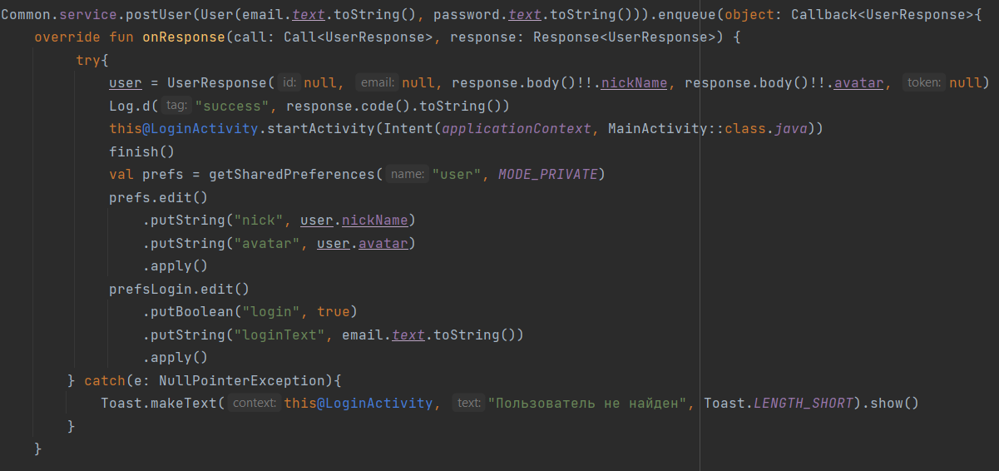 Common.service.postUser(User(email.text.toString(), password.text.toString())).enqueue(object: Callback<UserResponse>{
override fun onResponse(call: Call<UserResponse>, response: Response<UserResponse>) {
try{
user = UserResponse( id: null, email: null, response.body()!!.nickName, response.body()!!.avatar, token: null)
Log.d( tag: "success", response.code().toString())
this@LoginActivity.startActivity(Intent(applicationContext, MainActivity::class.java))
finish()
val prefs = getSharedPreferences( name: "user", MODE_PRIVATE)
prefs.edit()
.putString("nick", user.nickName)
.putString("avatar", user.avatar)
.apply()
prefsLogin.edit()
.putBoolean("login", true)
.putString("loginText", email.text.toString())
.apply()
} catch(e: NullPointerException){
Toast.makeText( context: this@LoginActivity, text: "Пользователь не найден", Toast.LENGTH_SHORT).show()
}
}